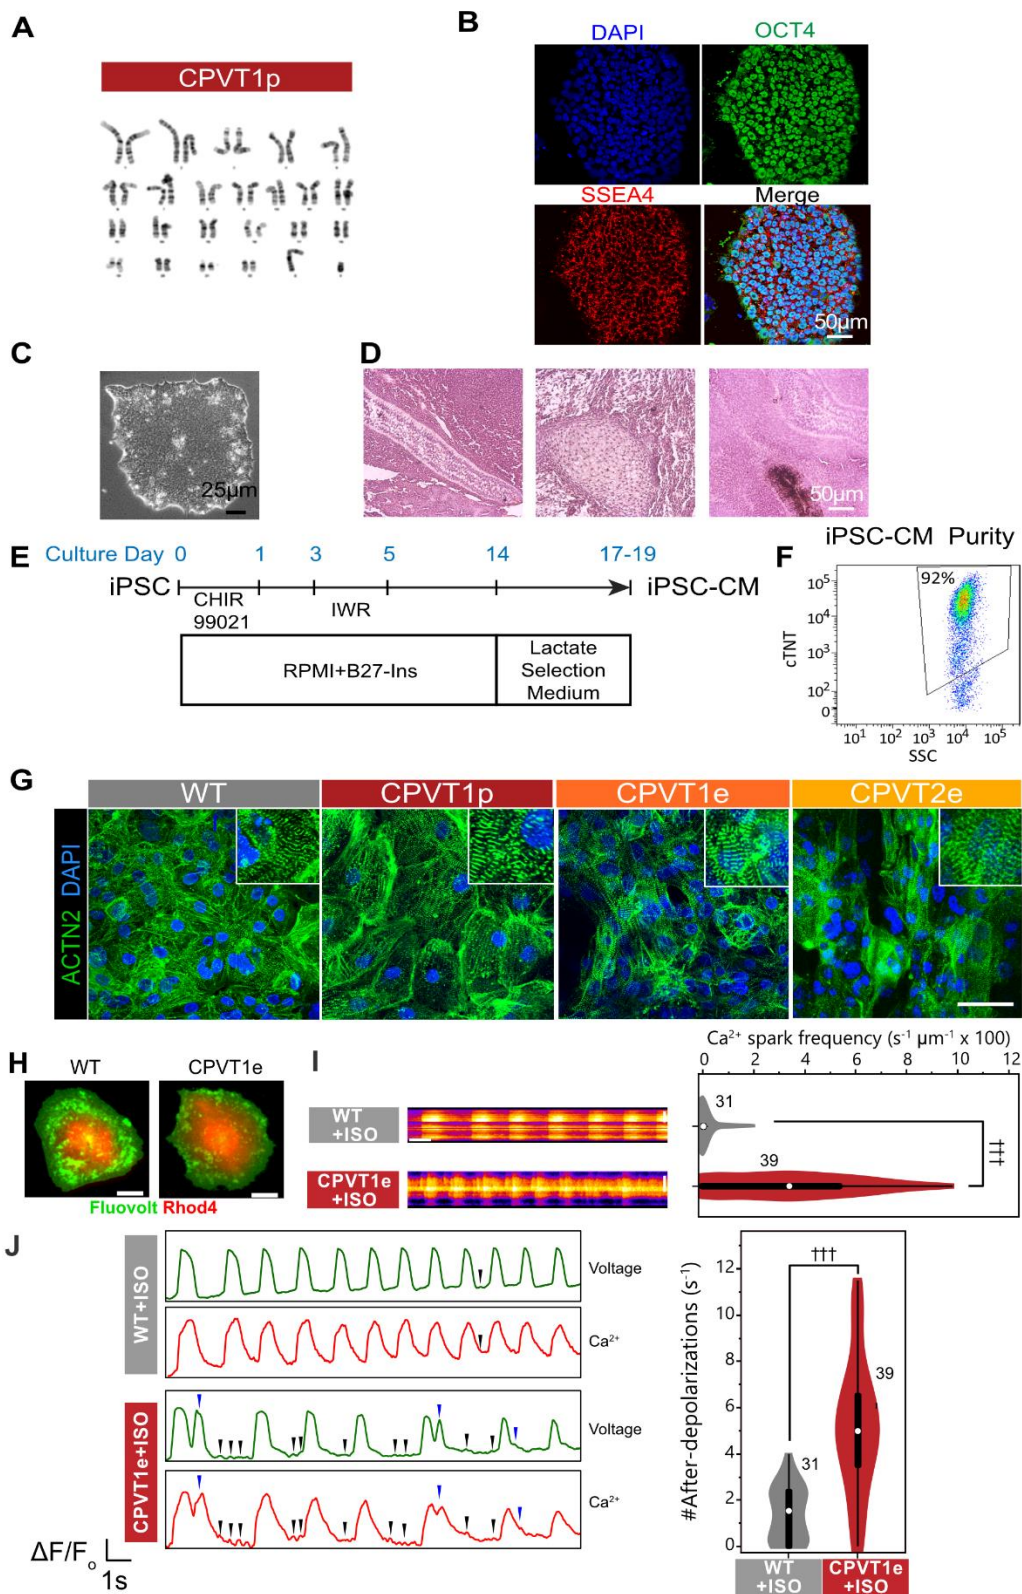 A
CPVT1p
B
DAPI
OCT4
SSEA4
Merge
50µm
C
25µm
D
50µm
E
Culture Day 0 1 3 5 14 17-19
iPSC
iPSC-CM
CHIR
99021
IWR
RPMI+B27-Ins
Lactate
Selection
Medium
F
iPSC-CM Purity
92%
10⁵
10⁴
10³
10²
0
cTNT
10¹ 10² 10³ 10⁴ 10⁵
SSC
G
WT
CPVT1p
CPVT1e
CPVT2e
ACTN2 DAPI
H
WT
CPVT1e
Fluovolt Rhod4
I
WT
+ISO
CPVT1e
+ISO
Ca²⁺ spark frequency (s⁻¹ µm⁻¹ x 100)
0 2 4 6 8 10 12
31
39
†††
J
WT+ISO
Voltage
Ca²⁺
CPVT1e+ISO
Voltage
Ca²⁺
ΔF/Fo
1s
#After-depolarizations (s⁻¹)
12
10
8
6
4
2
0
†††
31
39
WT
+ISO
CPVT1e
+ISO